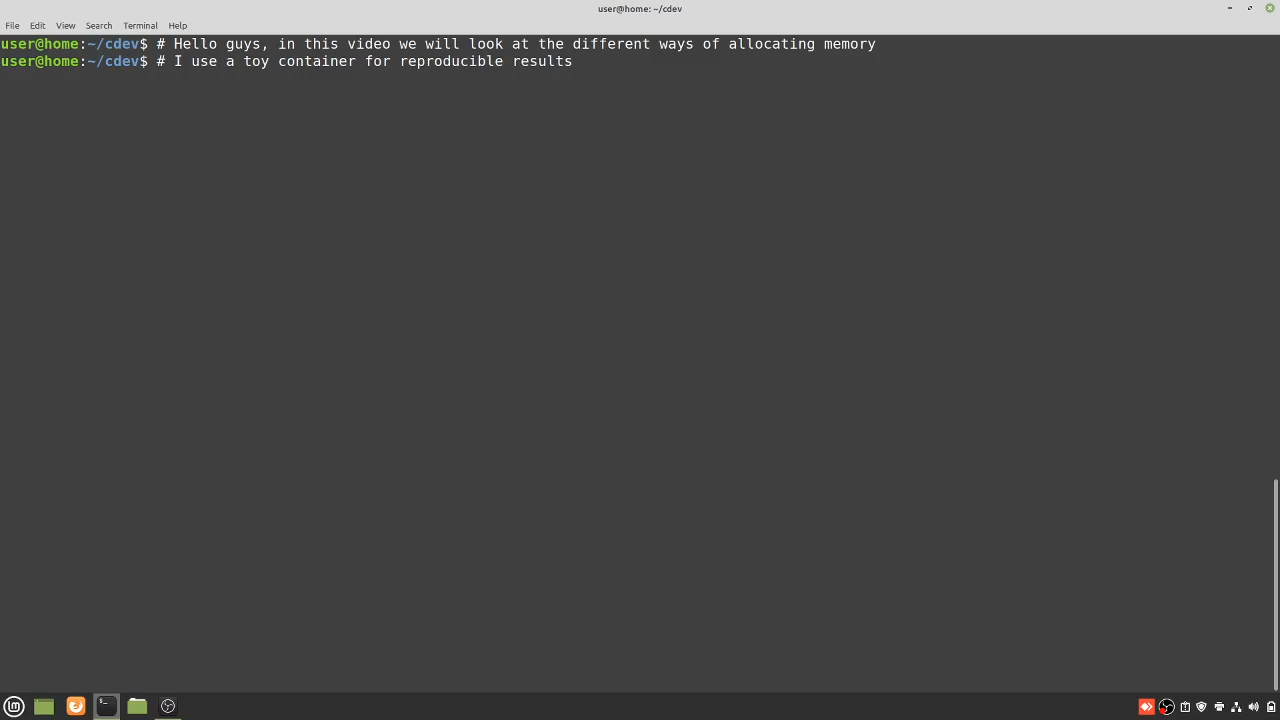 user@home: ~/cdev
File Edit View Search Terminal Help
user@home:~/cdev$ # Hello guys, in this video we will look at the different ways of allocating memory
user@home:~/cdev$ # I use a toy container for reproducible results